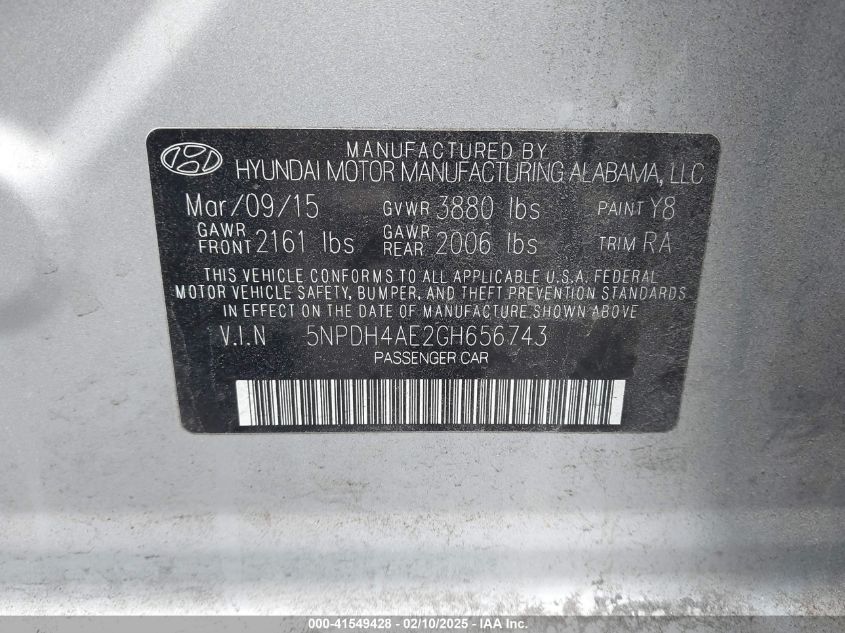 MANUFACTURED BY
HYUNDAI MOTOR MANUFACTURING ALABAMA, LLC
Mar/09/15 GVWR 3880 lbs PAINT Y8
GAWR FRONT 2161 lbs GAWR REAR 2006 lbs TRIM RA
THIS VEHICLE CONFORMS TO ALL APPLICABLE U.S.A. FEDERAL
MOTOR VEHICLE SAFETY, BUMPER, AND THEFT PREVENTION STANDARDS
IN EFFECT ON THE DATE OF MANUFACTURE SHOWN ABOVE
V.I.N 5NPDH4AE2GH656743
PASSENGER CAR
000-41549428 - 02/10/2025 - IAA Inc.